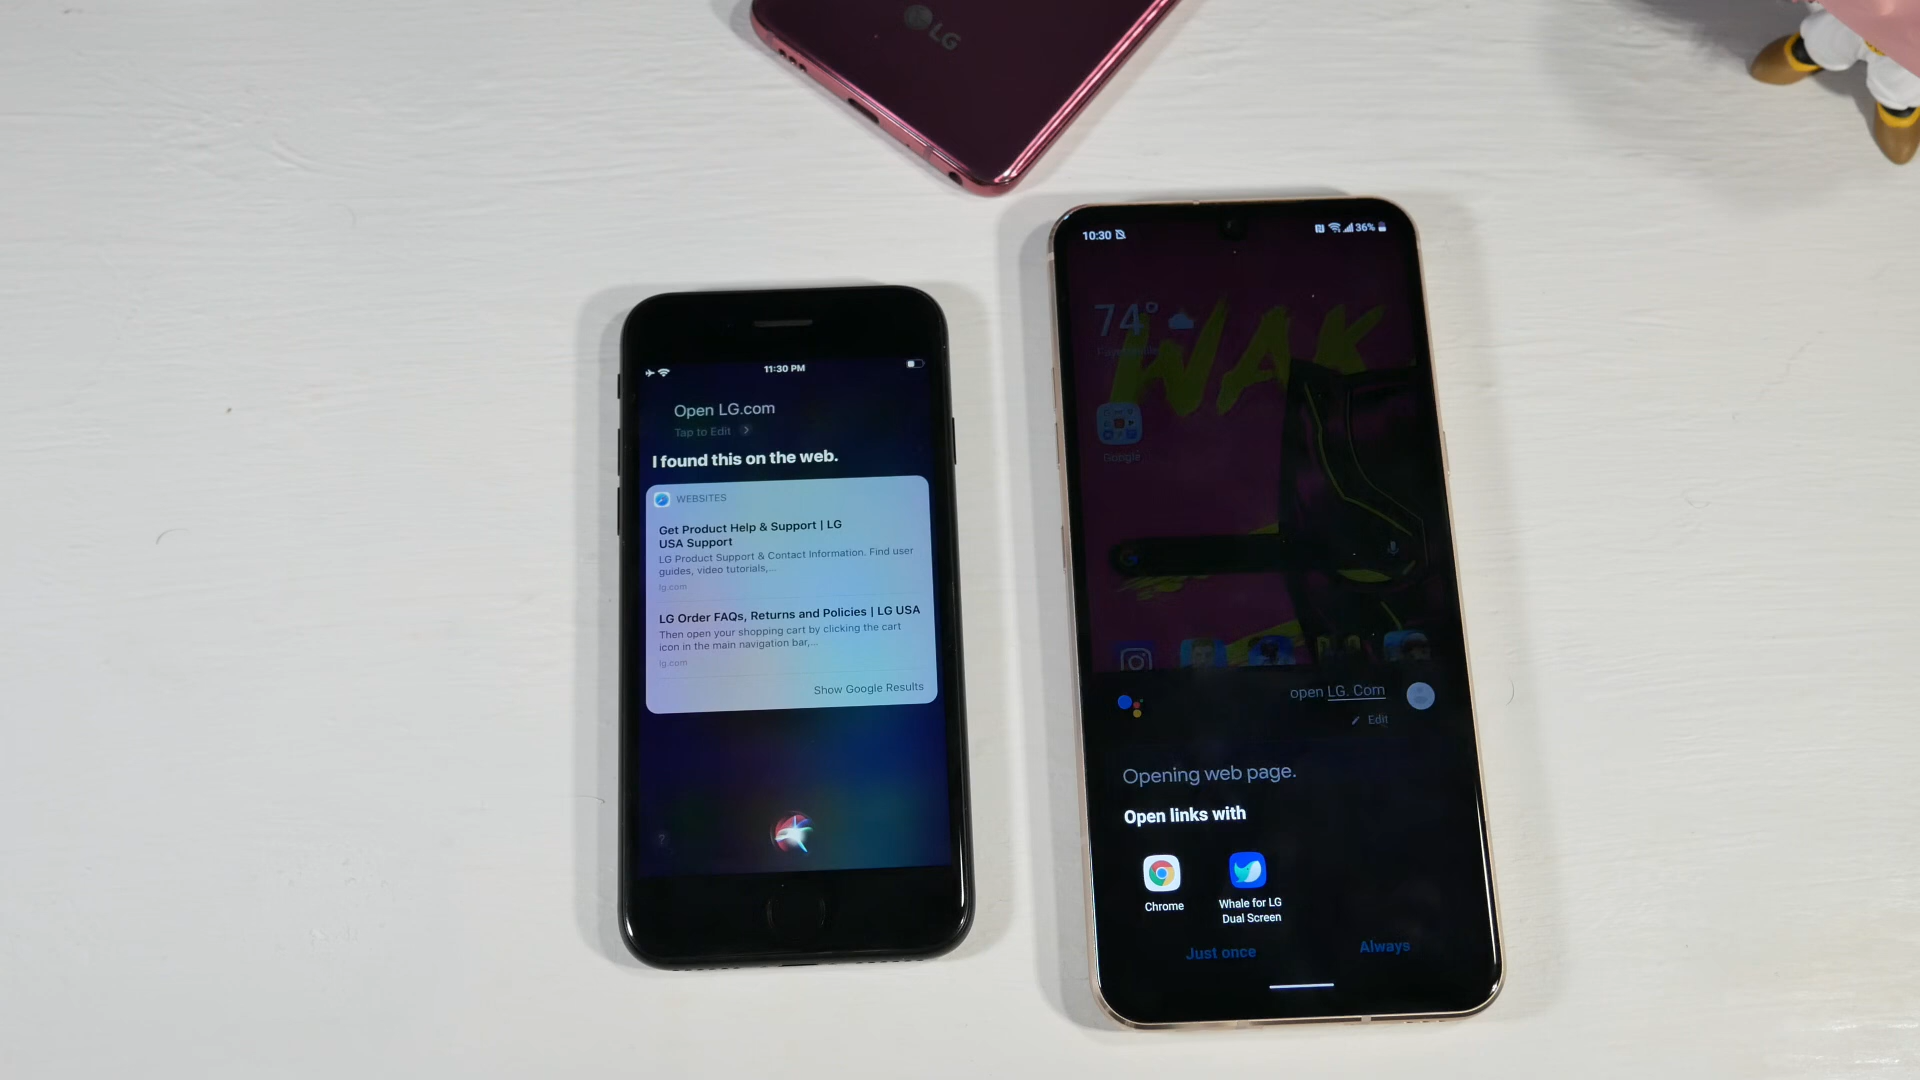 LG
11:30 PM
Open LG.com
Tap to Edit
I found this on the web.
WEBSITES
Get Product Help & Support | LG
USA Support
LG Product Support & Contact Information. Find user
guides, video tutorials,...
lg.com
LG Order FAQs, Returns and Policies | LG USA
Then open your shopping cart by clicking the cart
icon in the main navigation bar,...
lg.com
Show Google Results
?
10:30
36%
74°
WAK
Google
open LG. Com
Edit
Opening web page.
Open links with
Chrome
Whale for LG
Dual Screen
Just once
Always